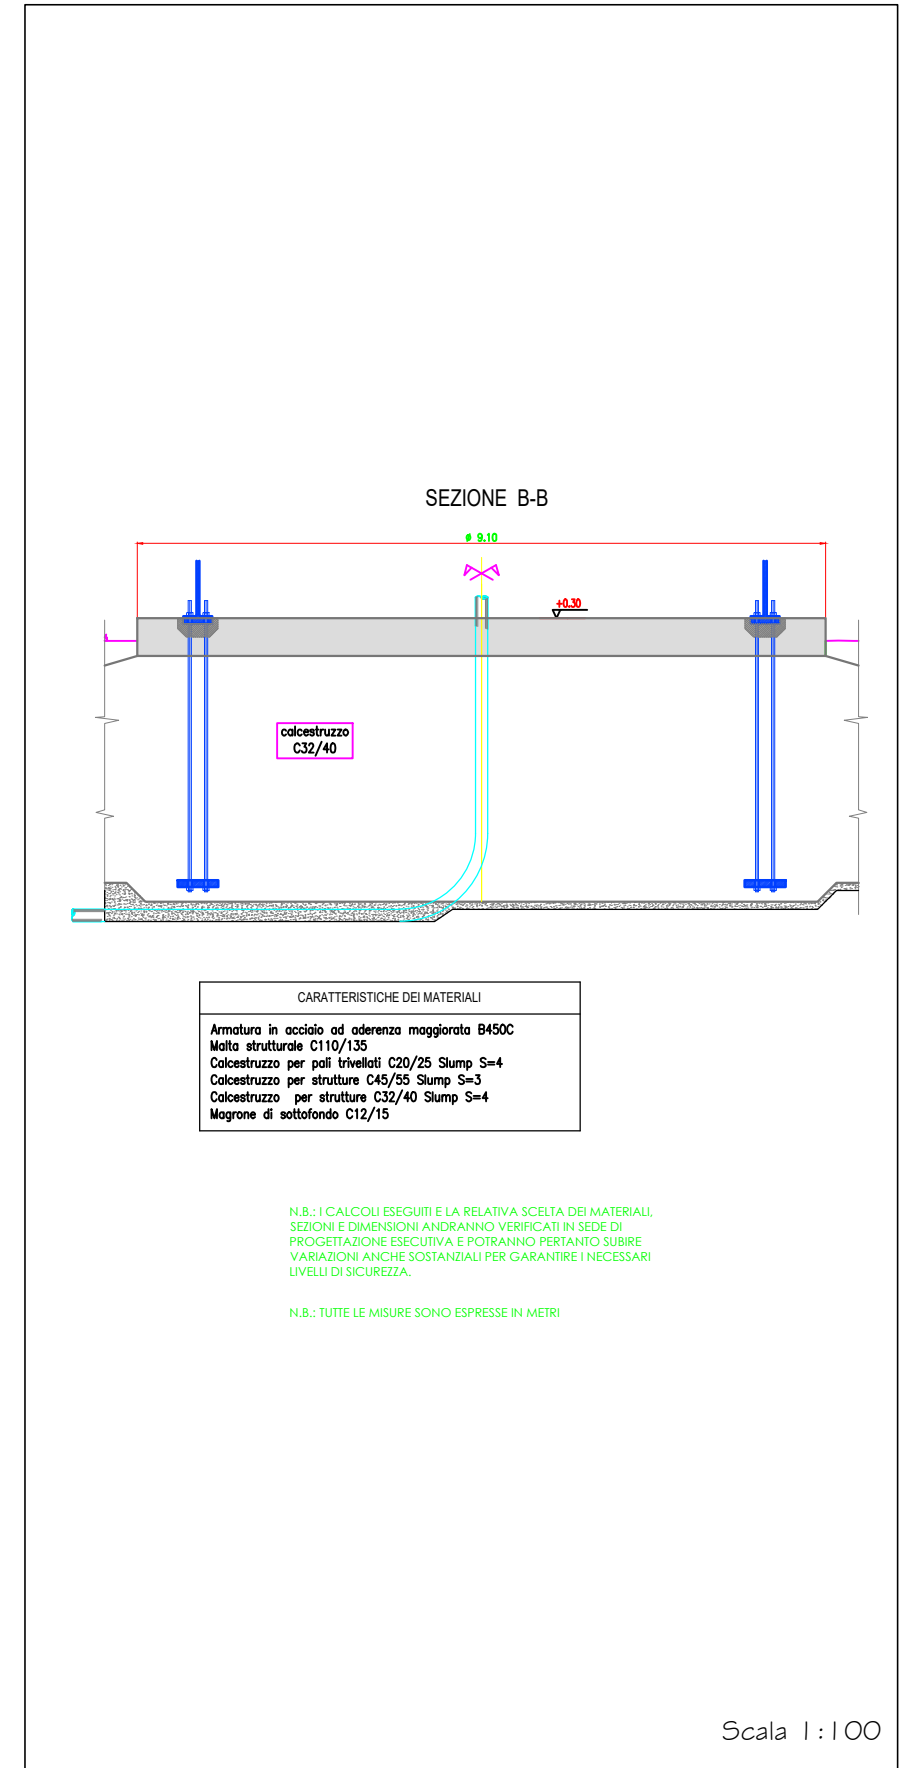 SEZIONE B-B
ø 9.10
+0.30
calcestruzzo
C32/40
CARATTERISTICHE DEI MATERIALI
Armatura in acciaio ad aderenza maggiorata B450C
Malta strutturale C110/135
Calcestruzzo per pali trivellati C20/25 Slump S=4
Calcestruzzo per strutture C45/55 Slump S=3
Calcestruzzo per strutture C32/40 Slump S=4
Magrone di sottofondo C12/15
N.B.: I CALCOLI ESEGUITI E LA RELATIVA SCELTA DEI MATERIALI,
SEZIONI E DIMENSIONI ANDRANNO VERIFICATI IN SEDE DI
PROGETTAZIONE ESECUTIVA E POTRANNO PERTANTO SUBIRE
VARIAZIONI ANCHE SOSTANZIALI PER GARANTIRE I NECESSARI
LIVELLI DI SICUREZZA.
N.B.: TUTTE LE MISURE SONO ESPRESSE IN METRI
Scala 1:100